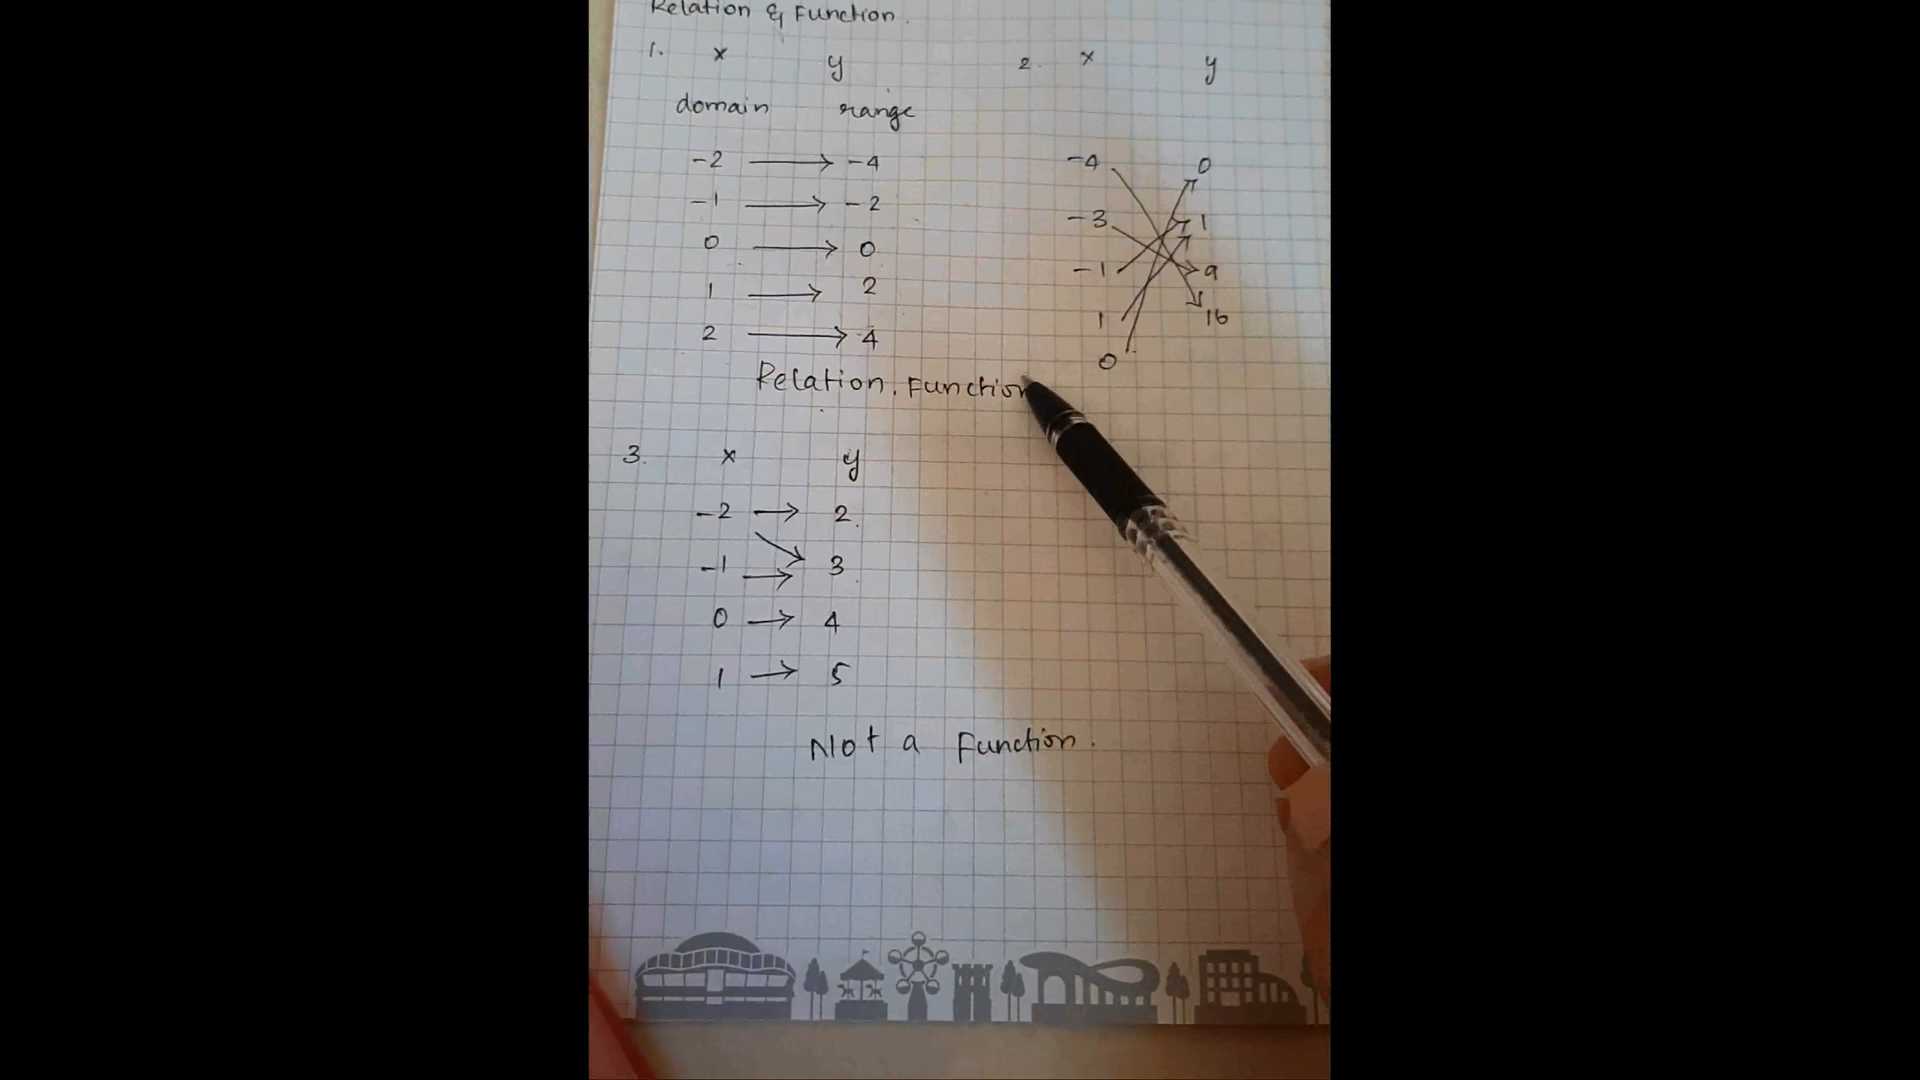 Relation & Function.
1. x y
domain range
-2 → -4
-1 → -2
0 → 0
1 → 2
2 → 4
2. x y
-4 0
-3 1
-1 9
1 16
0
Relation. Function
3. x y
-2 → 2.
-1 → 3
0 → 4
1 → 5
Not a Function.